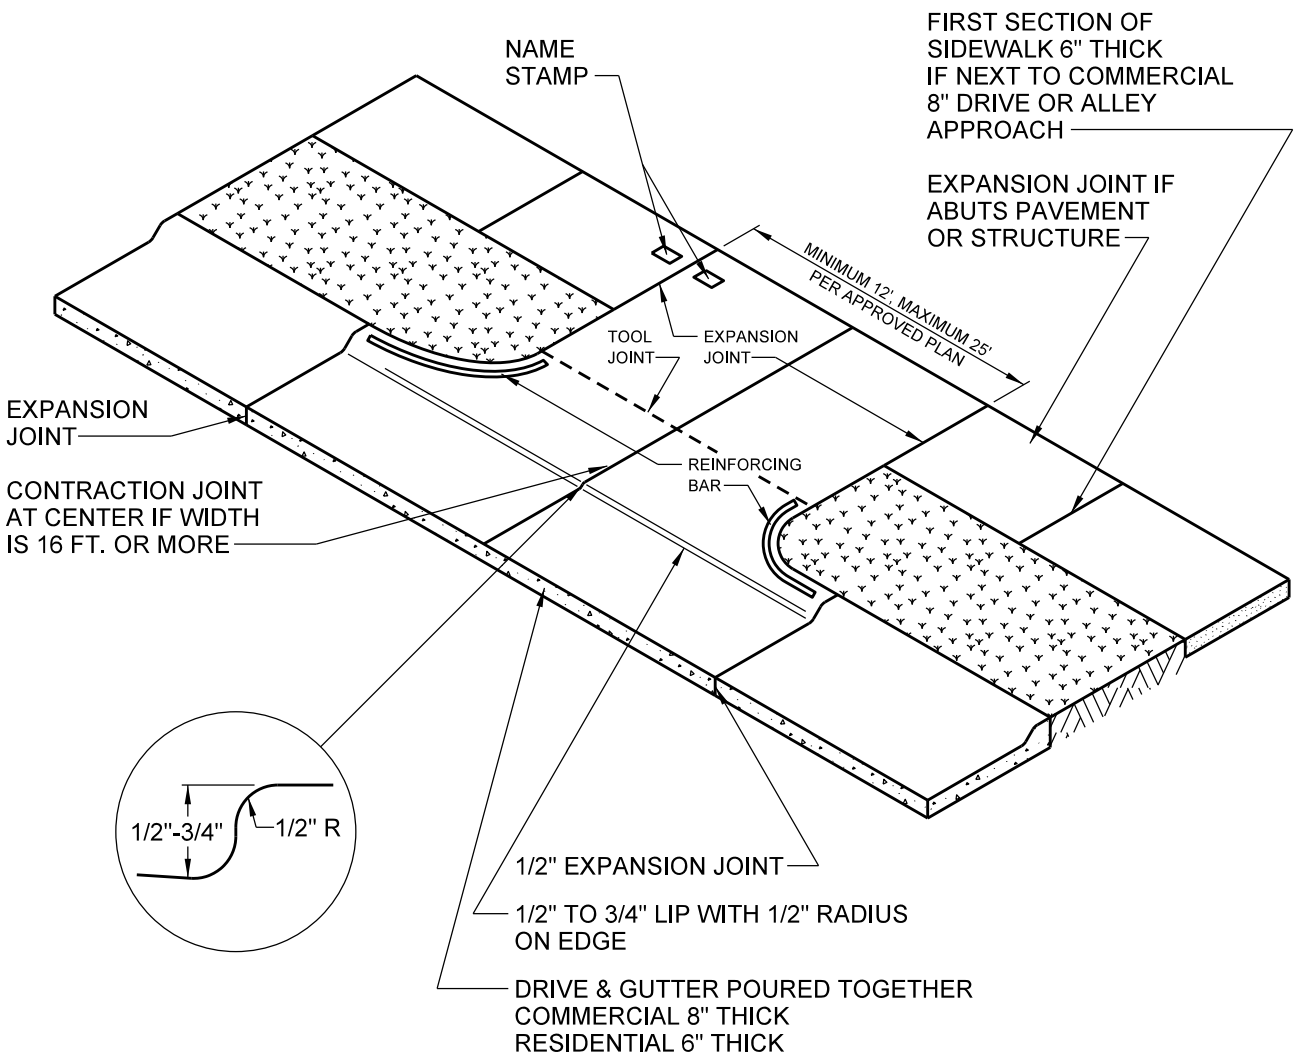 NAME
STAMP
FIRST SECTION OF
SIDEWALK 6" THICK
IF NEXT TO COMMERCIAL
8" DRIVE OR ALLEY
APPROACH
EXPANSION JOINT IF
ABUTS PAVEMENT
OR STRUCTURE
MINIMUM 12', MAXIMUM 25'
PER APPROVED PLAN
TOOL
JOINT
EXPANSION
JOINT
EXPANSION
JOINT
REINFORCING
BAR
CONTRACTION JOINT
AT CENTER IF WIDTH
IS 16 FT. OR MORE
1/2"-3/4"
1/2" R
1/2" EXPANSION JOINT
1/2" TO 3/4" LIP WITH 1/2" RADIUS
ON EDGE
DRIVE & GUTTER POURED TOGETHER
COMMERCIAL 8" THICK
RESIDENTIAL 6" THICK